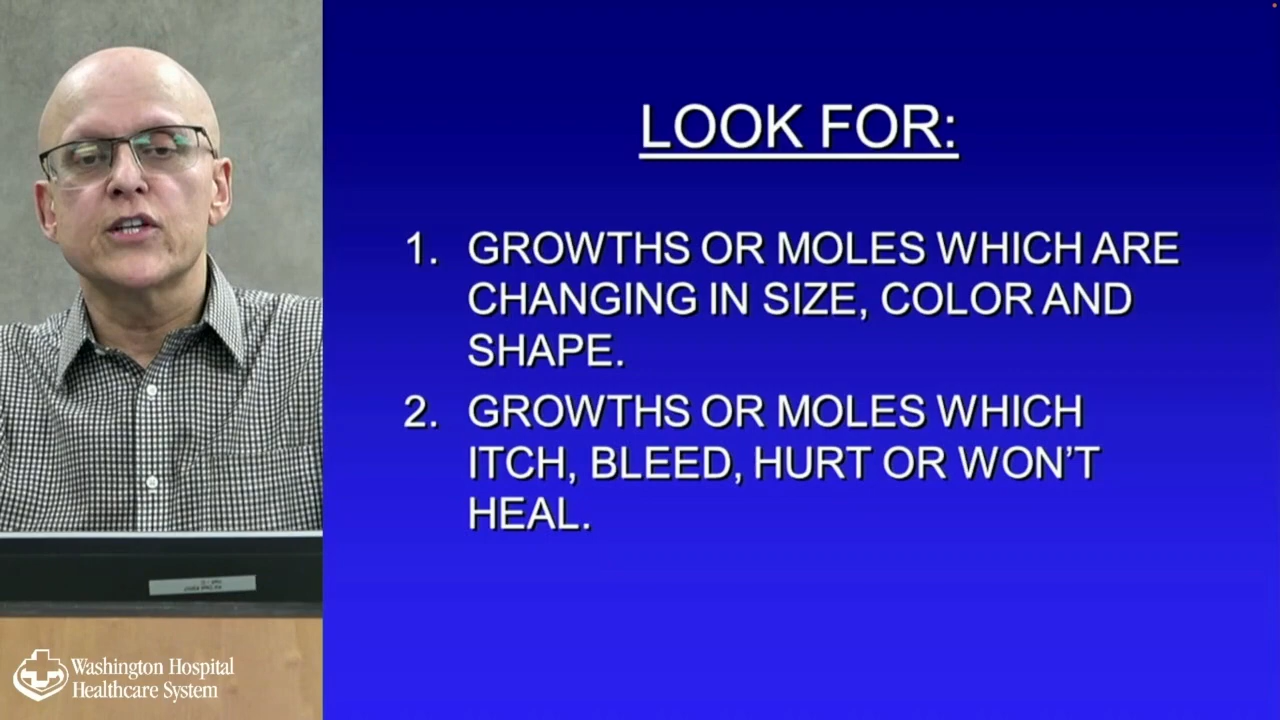 LOOK FOR:
1. GROWTHS OR MOLES WHICH ARE
CHANGING IN SIZE, COLOR AND
SHAPE.
2. GROWTHS OR MOLES WHICH
ITCH, BLEED, HURT OR WON'T
HEAL.
Washington Hospital
Healthcare System